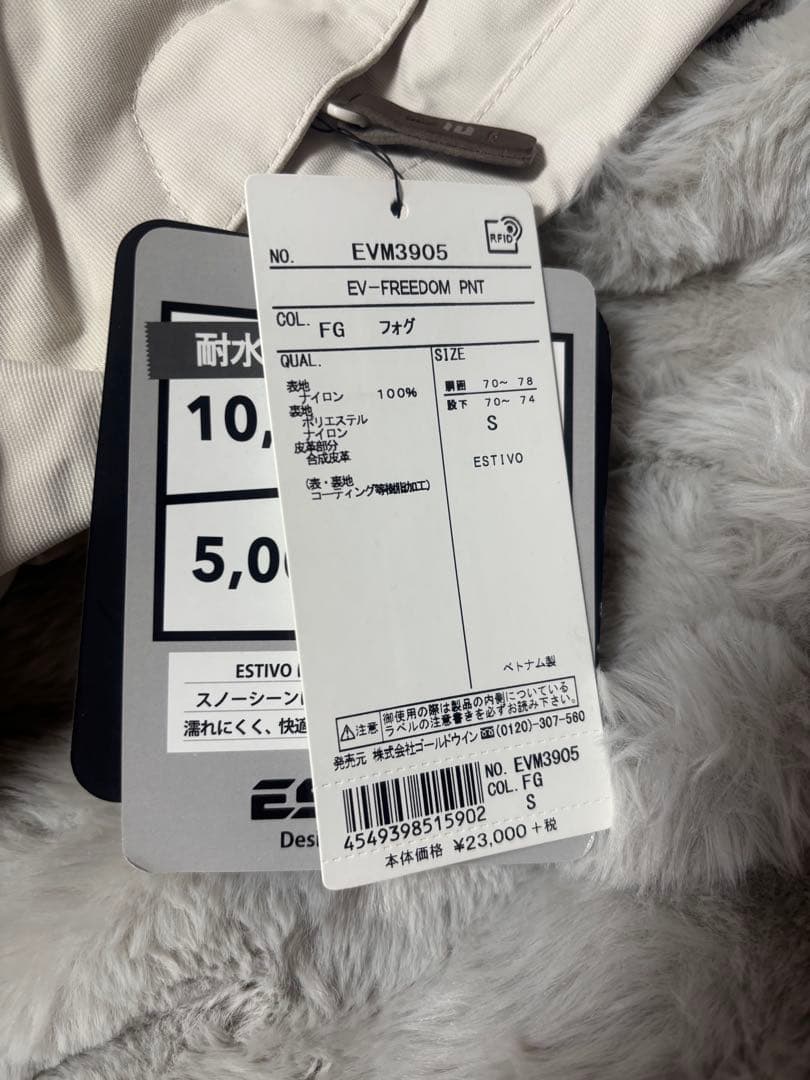 NO. EVM3905
RFID
EV-FREEDOM PNT
COL. FG フォグ
QUAL.
表地
ナイロン 100%
裏地
ポリエステル
ナイロン
皮革部分
合成皮革
(表・裏地
コーティング等樹脂加工)
SIZE
胴囲 70~ 78
股下 70~ 74
S
ESTIVO
ベトナム製
注意 御使用の際は製品の内側についている
ラベルの注意書きを必ずお読み下さい。
発売元 株式会社ゴールドウイン (0120)-307-560
4549398515902
NO. EVM3905
COL. FG
S
本体価格 ¥23,000+税
耐水
10,
5,00
ESTIVO
スノーシーン
濡れにくく、快適
ES
Desi